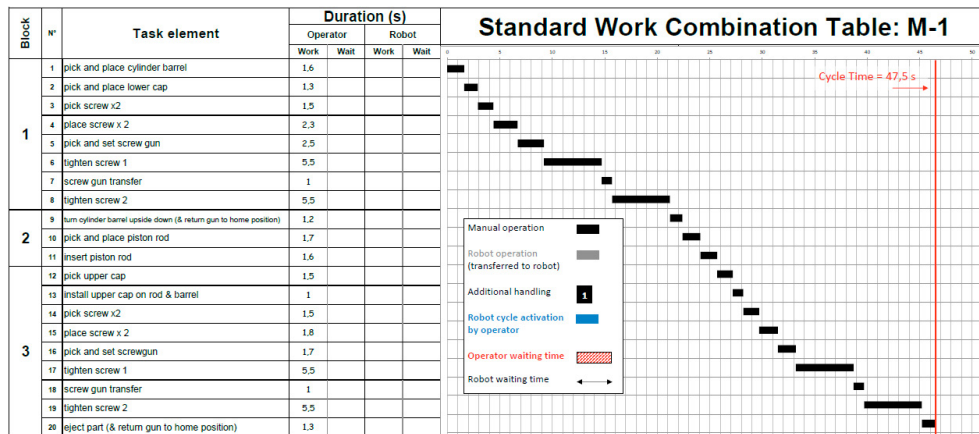 Block
N°
Task element
Duration (s)
Operator
Robot
Work
Wait
Work
Wait
Standard Work Combination Table: M-1
0 5 10 15 20 25 30 35 40 45 50
Cycle Time = 47,5 s
1
1 pick and place cylinder barrel 1,6
2 pick and place lower cap 1,3
3 pick screw x2 1,5
4 place screw x 2 2,3
5 pick and set screw gun 2,5
6 tighten screw 1 5,5
7 screw gun transfer 1
8 tighten screw 2 5,5
2
9 turn cylinder barrel upside down (& return gun to home position) 1,2
10 pick and place piston rod 1,7
11 insert piston rod 1,6
3
12 pick upper cap 1,5
13 install upper cap on rod & barrel 1
14 pick screw x2 1,5
15 place screw x 2 1,8
16 pick and set screwgun 1,7
17 tighten screw 1 5,5
18 screw gun transfer 1
19 tighten screw 2 5,5
20 eject part (& return gun to home position) 1,3
Manual operation
Robot operation
(transferred to robot)
Additional handling 1
Robot cycle activation
by operator
Operator waiting time
Robot waiting time